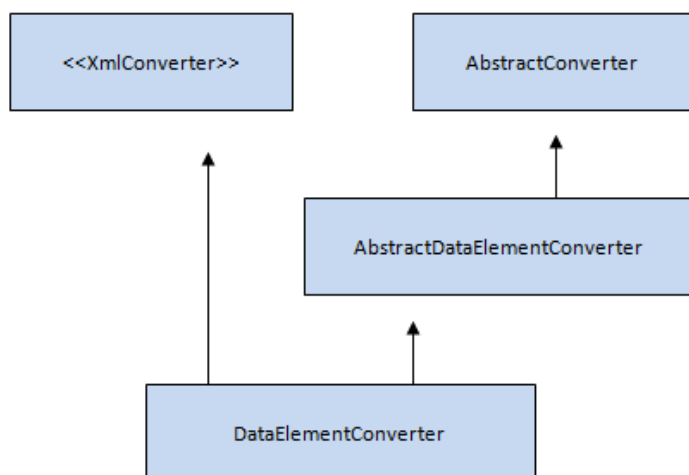 <<XmlConverter>>
AbstractConverter
AbstractDataElementConverter
DataElementConverter